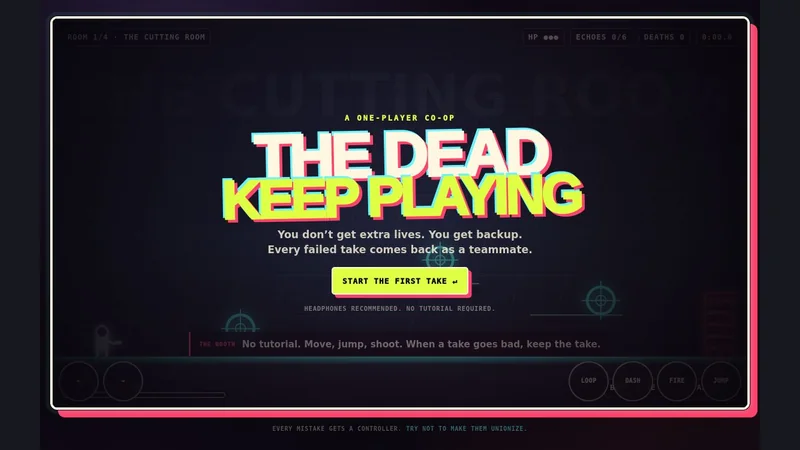 ROOM 1/4 · THE CUTTING ROOM
HP ●●● ECHOES 0/6 DEATHS 0 0:00.9
THE CUTTING ROOM
A ONE-PLAYER CO-OP
THE DEAD
KEEP PLAYING
You don’t get extra lives. You get backup.
Every failed take comes back as a teammate.
START THE FIRST TAKE ↵
HEADPHONES RECOMMENDED. NO TUTORIAL REQUIRED.
No tutorial. Move, jump, shoot. When a take goes bad, keep the take.
LOOP DASH FIRE JUMP
EVERY MISTAKE GETS A CONTROLLER. TRY NOT TO MAKE THEM UNIONIZE.